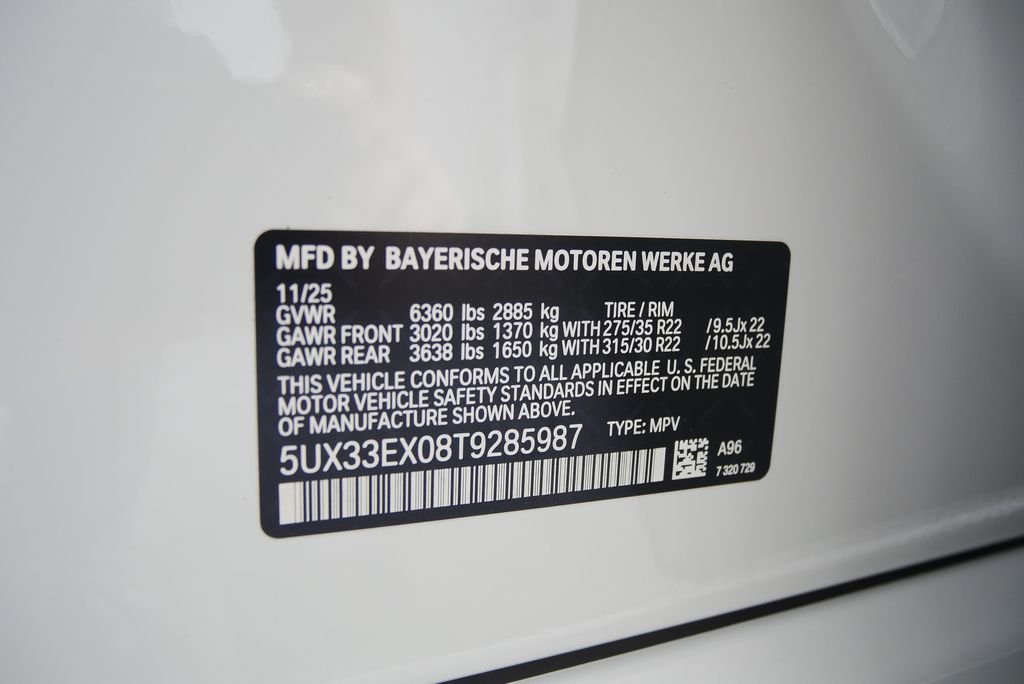 MFD BY BAYERISCHE MOTOREN WERKE AG
11/25
GVWR 6360 lbs 2885 kg TIRE / RIM
GAWR FRONT 3020 lbs 1370 kg WITH 275/35 R22 /9.5Jx 22
GAWR REAR 3638 lbs 1650 kg WITH 315/30 R22 /10.5Jx 22
THIS VEHICLE CONFORMS TO ALL APPLICABLE U. S. FEDERAL
MOTOR VEHICLE SAFETY STANDARDS IN EFFECT ON THE DATE
OF MANUFACTURE SHOWN ABOVE.
5UX33EX08T9285987 TYPE: MPV
A96
7 320 729